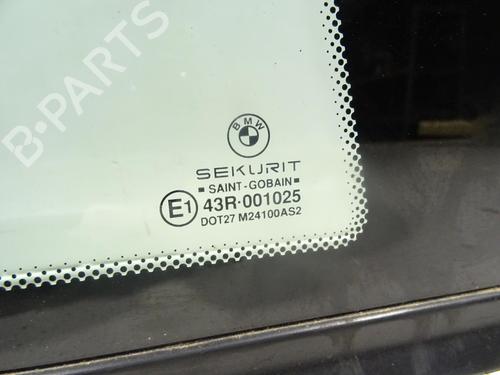 B-PARTS
BMW
SEKURIT
SAINT-GOBAIN
E1 43R-001025
DOT27 M24100AS2